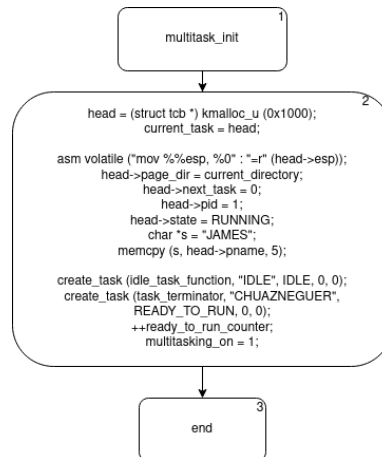 1
multitask_init
2
head = (struct tcb *) kmalloc_u (0x1000);
current_task = head;
asm volatile ("mov %%esp, %0" : "=r" (head->esp));
head->page_dir = current_directory;
head->next_task = 0;
head->pid = 1;
head->state = RUNNING;
char *s = "JAMES";
memcpy (s, head->pname, 5);
create_task (idle_task_function, "IDLE", IDLE, 0, 0);
create_task (task_terminator, "CHUAZNEGUER",
READY_TO_RUN, 0, 0);
++ready_to_run_counter;
multitasking_on = 1;
3
end